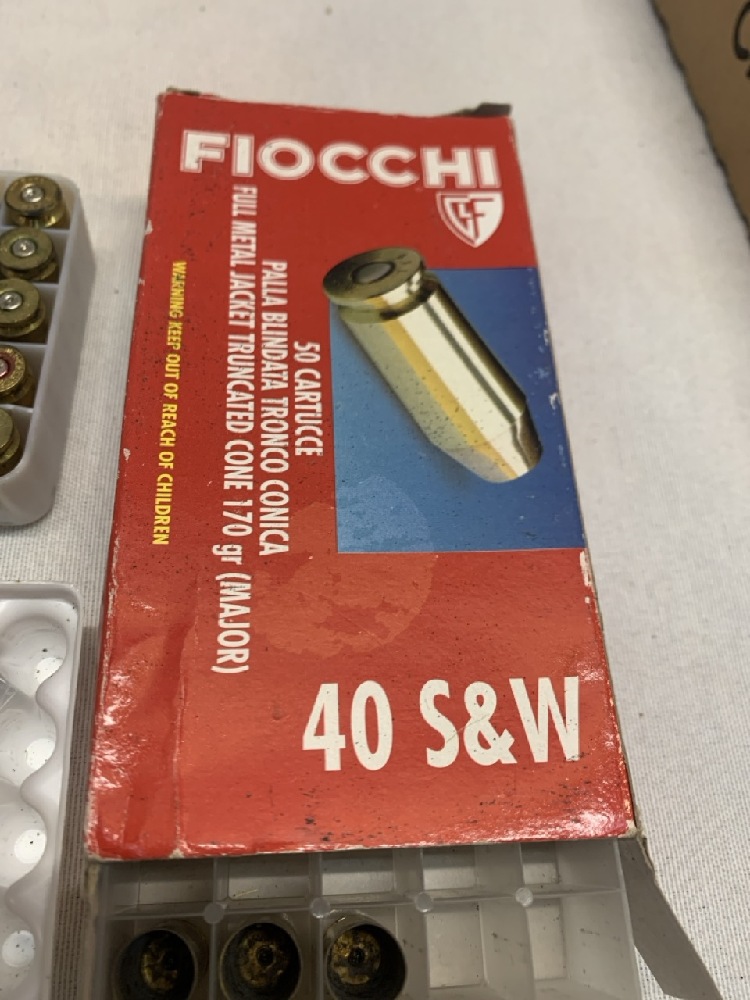 FIOCCHI
GF
50 CARTUCCE
PALLA BLINDATA TRONCO CONICA
FULL METAL JACKET TRUNCATED CONE 170 gr (MAJOR)
WARNING KEEP OUT OF REACH OF CHILDREN
40 S&W